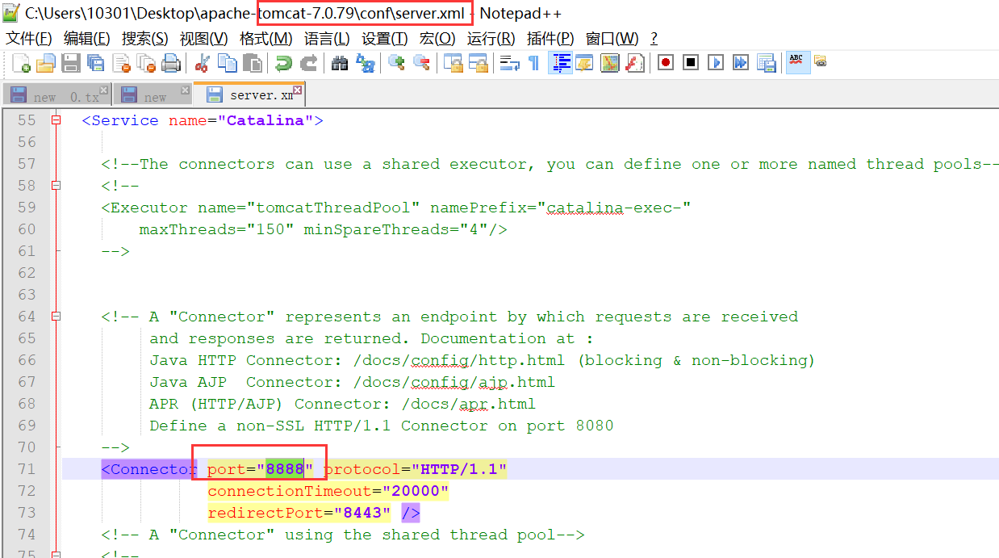 C:\Users\10301\Desktop\apache-tomcat-7.0.79\conf\server.xml - Notepad++
文件(F) 编辑(E) 搜索(S) 视图(V) 格式(M) 语言(L) 设置(T) 宏(O) 运行(R) 插件(P) 窗口(W) ?
ABC
new 0.tx new server.xm
55 <Service name="Catalina">
56
57 <!--The connectors can use a shared executor, you can define one or more named thread pools--
58 <!--
59 <Executor name="tomcatThreadPool" namePrefix="catalina-exec-"
60 maxThreads="150" minSpareThreads="4"/>
61 -->
62
63
64 <!-- A "Connector" represents an endpoint by which requests are received
65 and responses are returned. Documentation at :
66 Java HTTP Connector: /docs/config/http.html (blocking & non-blocking)
67 Java AJP  Connector: /docs/config/ajp.html
68 APR (HTTP/AJP) Connector: /docs/apr.html
69 Define a non-SSL HTTP/1.1 Connector on port 8080
70 -->
71 <Connector port="8888" protocol="HTTP/1.1"
72 connectionTimeout="20000"
73 redirectPort="8443" />
74 <!-- A "Connector" using the shared thread pool-->
75 <!--